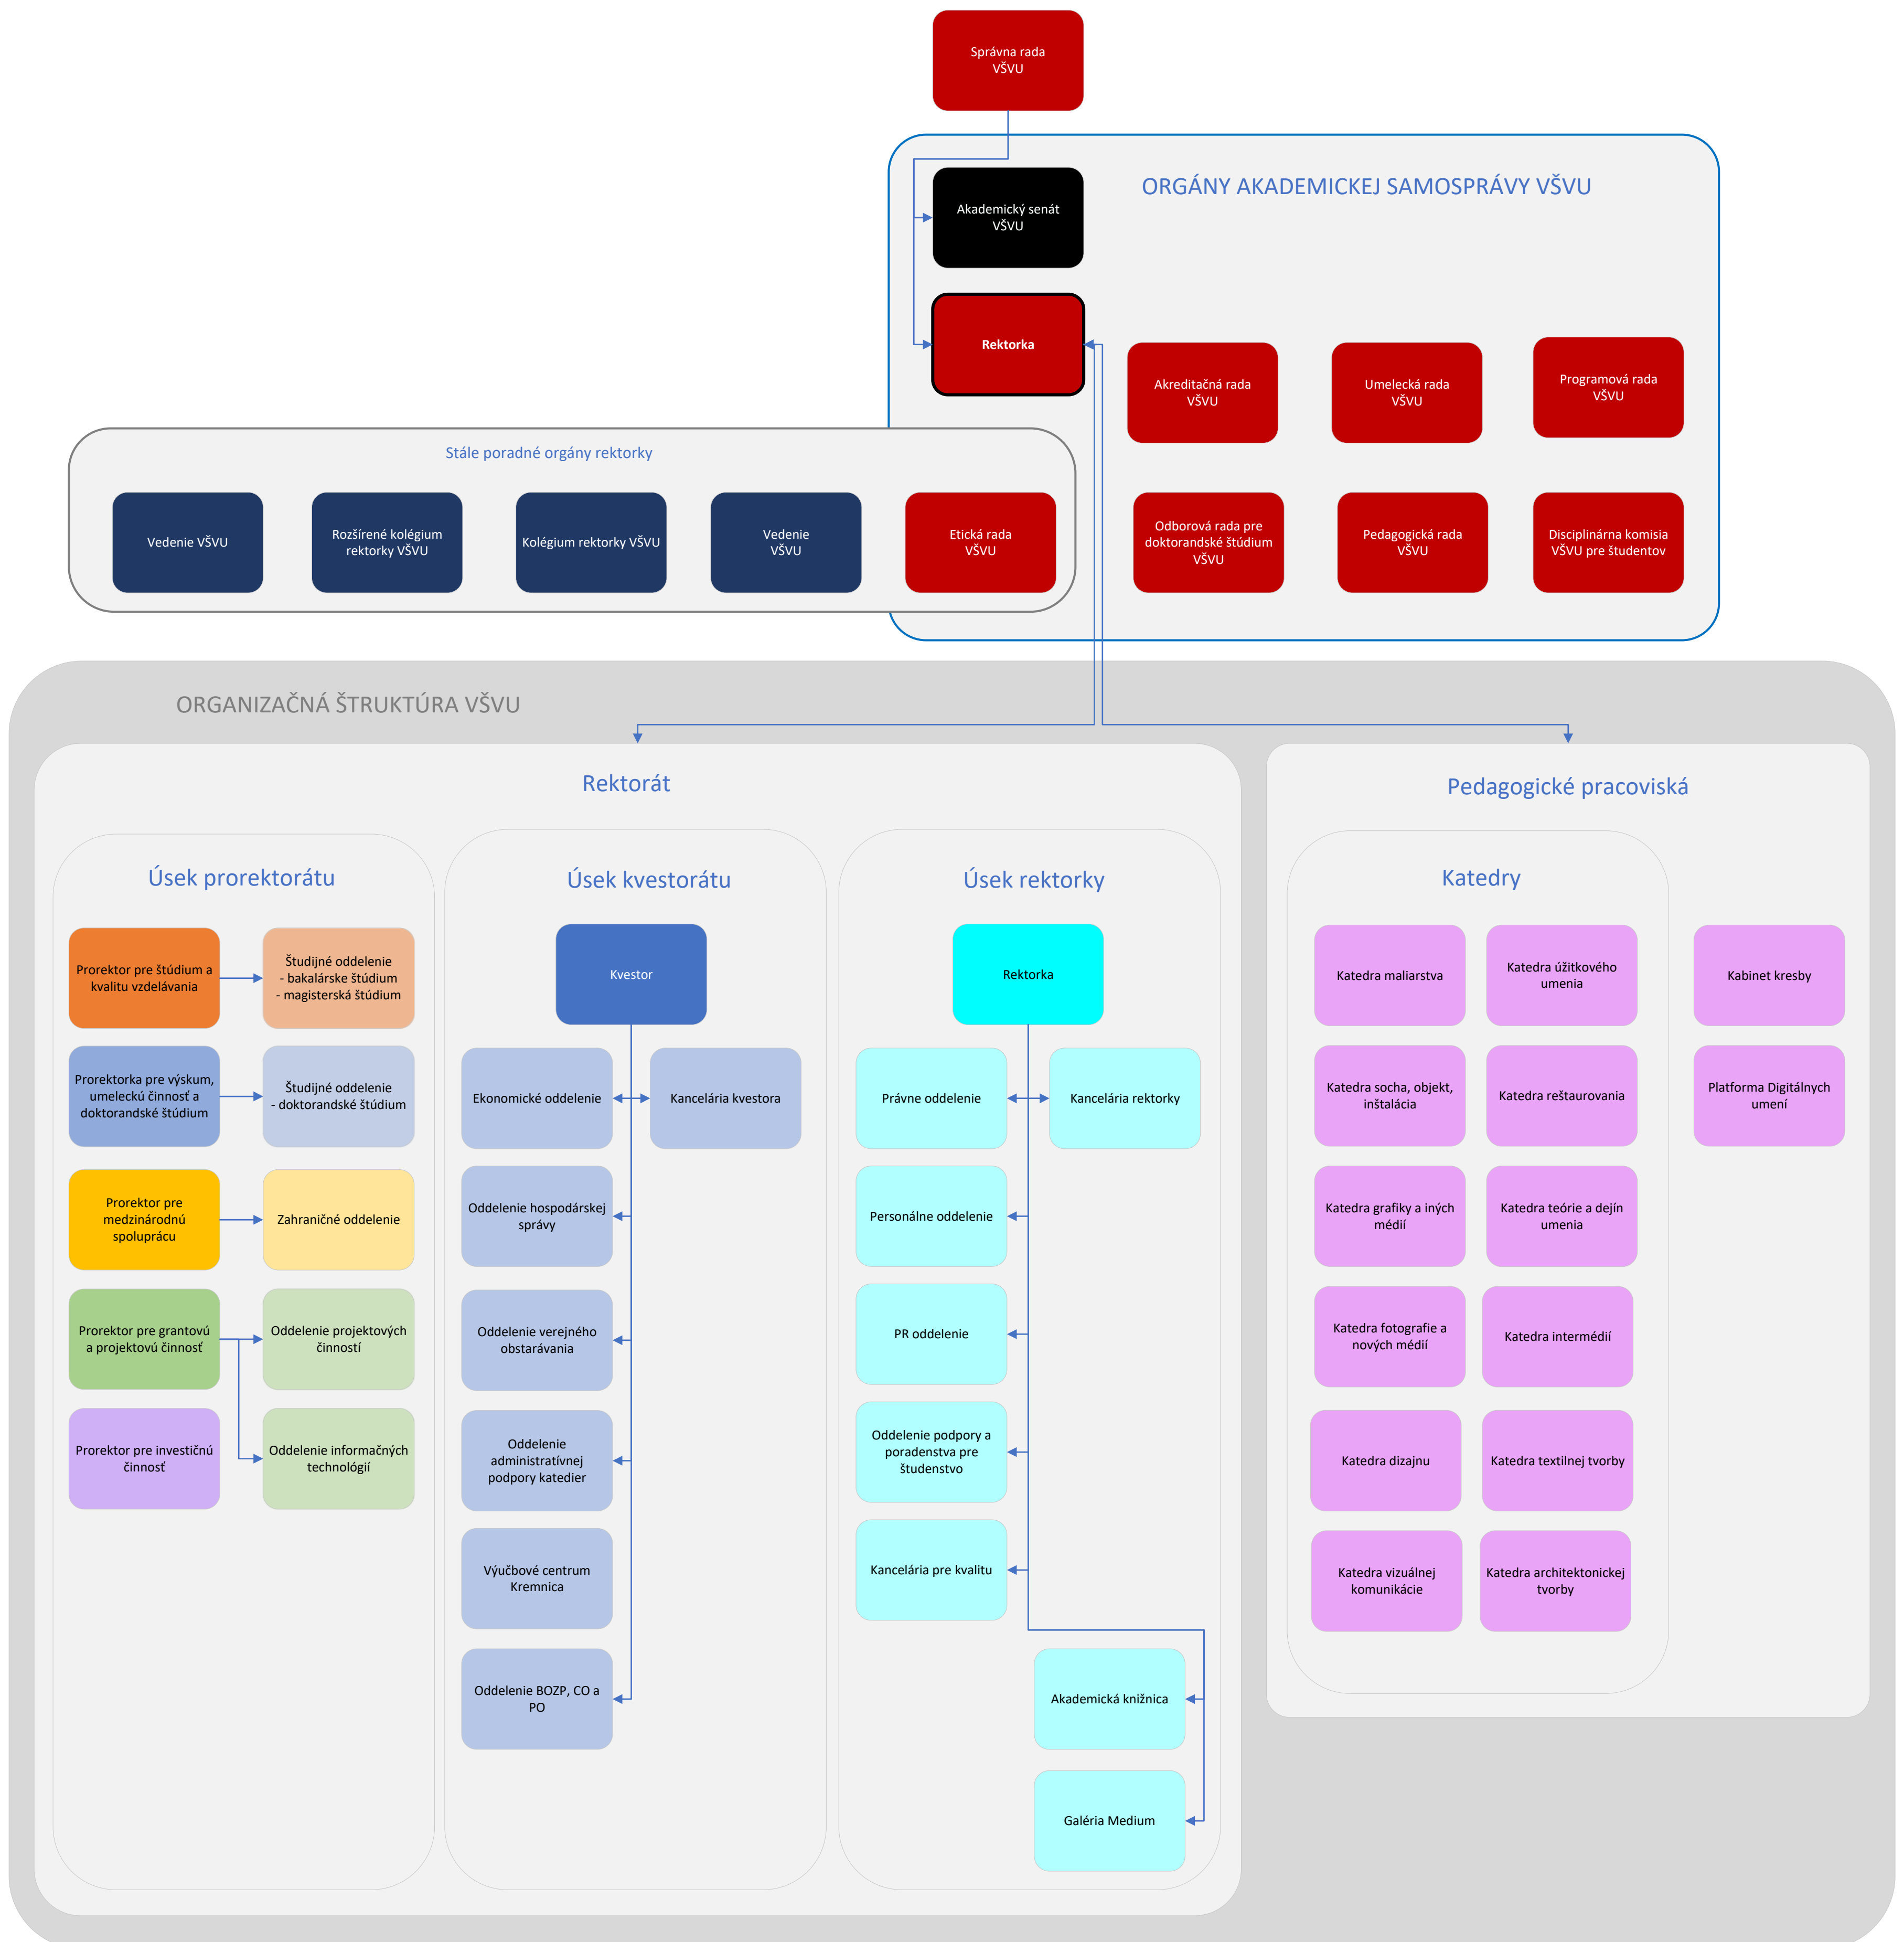 Správna rada
VŠVU
ORGÁNY AKADEMICKEJ SAMOSPRÁVY VŠVU
Akademický senát
VŠVU
Rektorka
Akreditačná rada
VŠVU
Umelecká rada
VŠVU
Programová rada
VŠVU
Stále poradné orgány rektorky
Vedenie VŠVU
Rozšírené kolégium
rektorky VŠVU
Kolégium rektorky VŠVU
Vedenie
VŠVU
Etická rada
VŠVU
Odborová rada pre
doktorandské štúdium
VŠVU
Pedagogická rada
VŠVU
Disciplinárna komisia
VŠVU pre študentov
ORGANIZAČNÁ ŠTRUKTÚRA VŠVU
Rektorát
Úsek prorektorátu
Prorektor pre štúdium a
kvalitu vzdelávania
Študijné oddelenie
- bakalárske štúdium
- magisterská štúdium
Prorektorka pre výskum,
umeleckú činnosť a
doktorandské štúdium
Študijné oddelenie
- doktorandské štúdium
Prorektor pre
medzinárodnú
spoluprácu
Zahraničné oddelenie
Prorektor pre grantovú
a projektovú činnosť
Oddelenie projektových
činností
Prorektor pre investičnú
činnosť
Oddelenie informačných
technológií
Úsek kvestorátu
Kvestor
Ekonomické oddelenie
Kancelária kvestora
Oddelenie hospodárskej
správy
Oddelenie verejného
obstarávania
Oddelenie
administratívnej
podpory katedier
Výučbové centrum
Kremnica
Oddelenie BOZP, CO a
PO
Úsek rektorky
Rektorka
Právne oddelenie
Kancelária rektorky
Personálne oddelenie
PR oddelenie
Oddelenie podpory a
poradenstva pre
študenstvo
Kancelária pre kvalitu
Akademická knižnica
Galéria Medium
Pedagogické pracoviská
Katedry
Katedra maliarstva
Katedra úžitkového
umenia
Kabinet kresby
Katedra socha, objekt,
inštalácia
Katedra reštaurovania
Platforma Digitálnych
umení
Katedra grafiky a iných
médií
Katedra teórie a dejín
umenia
Katedra fotografie a
nových médií
Katedra intermédií
Katedra dizajnu
Katedra textilnej tvorby
Katedra vizuálnej
komunikácie
Katedra architektonickej
tvorby